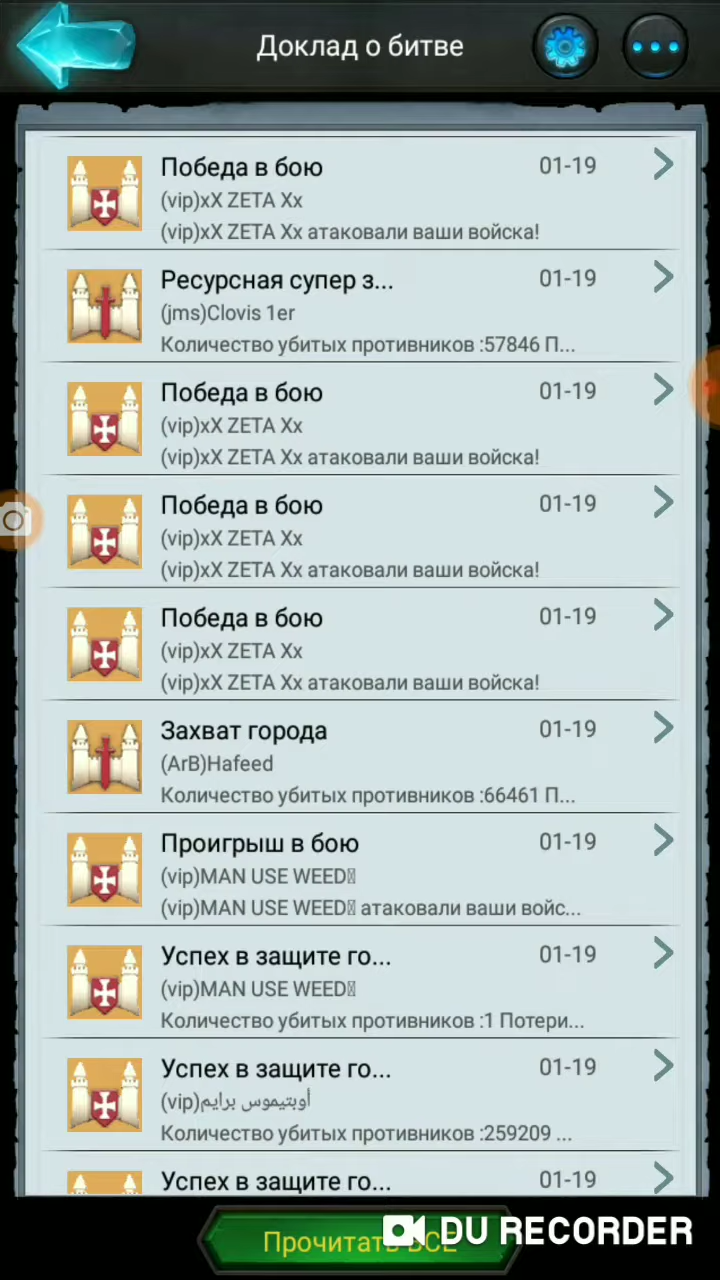 Доклад о битве
Победа в бою 01-19
(vip)xX ZETA Xx
(vip)xX ZETA Xx атаковали ваши войска!
Ресурсная супер з... 01-19
(jms)Clovis 1er
Количество убитых противников :57846 П...
Победа в бою 01-19
(vip)xX ZETA Xx
(vip)xX ZETA Xx атаковали ваши войска!
Победа в бою 01-19
(vip)xX ZETA Xx
(vip)xX ZETA Xx атаковали ваши войска!
Победа в бою 01-19
(vip)xX ZETA Xx
(vip)xX ZETA Xx атаковали ваши войска!
Захват города 01-19
(ArB)Hafeed
Количество убитых противников :66461 П...
Проигрыш в бою 01-19
(vip)MAN USE WEED
(vip)MAN USE WEED атаковали ваши войс...
Успех в защите го... 01-19
(vip)MAN USE WEED
Количество убитых противников :1 Потери...
Успех в защите го... 01-19
(vip)أوبتيموس برايم
Количество убитых противников :259209 ...
Успех в защите го... 01-19
Прочитать ВСЕ
DU RECORDER